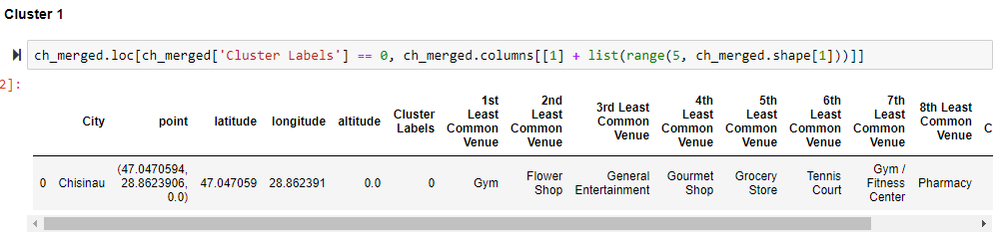 Cluster 1
ch_merged.loc[ch_merged['Cluster Labels'] == 0, ch_merged.columns[[1] + list(range(5, ch_merged.shape[1]))]]
2]:
City point latitude longitude altitude Cluster Labels 1st Least Common Venue 2nd Least Common Venue 3rd Least Common Venue 4th Least Common Venue 5th Least Common Venue 6th Least Common Venue 7th Least Common Venue 8th Least Common Venue C
0 Chisinau (47.0470594, 28.8623906, 0.0) 47.047059 28.862391 0.0 0 Gym Flower Shop General Entertainment Gourmet Shop Grocery Store Tennis Court Gym / Fitness Center Pharmacy